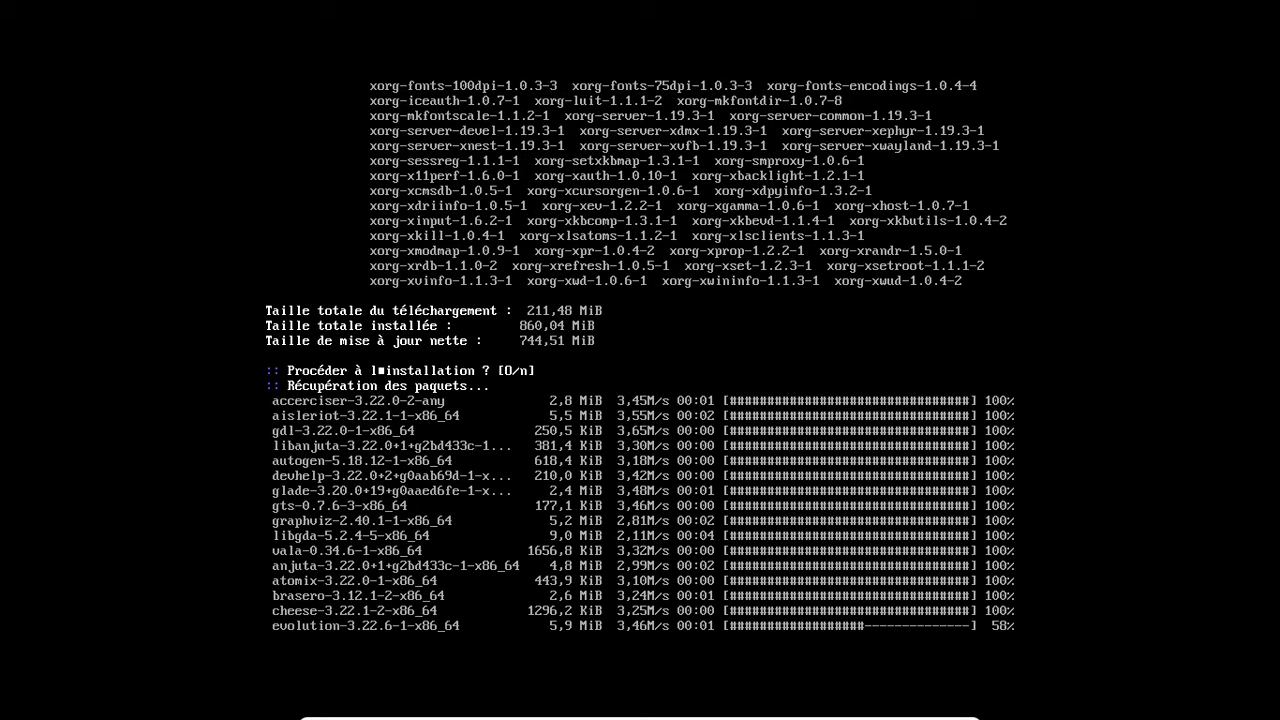 xorg-fonts-100dpi-1.0.3-3  xorg-fonts-75dpi-1.0.3-3  xorg-fonts-encodings-1.0.4-4
xorg-iceauth-1.0.7-1  xorg-luit-1.1.1-2  xorg-mkfontdir-1.0.7-8
xorg-mkfontscale-1.1.2-1  xorg-server-1.19.3-1  xorg-server-common-1.19.3-1
xorg-server-devel-1.19.3-1  xorg-server-xdmx-1.19.3-1  xorg-server-xephyr-1.19.3-1
xorg-server-xnest-1.19.3-1  xorg-server-xvfb-1.19.3-1  xorg-server-xwayland-1.19.3-1
xorg-sessreg-1.1.1-1  xorg-setxkbmap-1.3.1-1  xorg-smproxy-1.0.6-1
xorg-x11perf-1.6.0-1  xorg-xauth-1.0.10-1  xorg-xbacklight-1.2.1-1
xorg-xcmsdb-1.0.5-1  xorg-xcursorgen-1.0.6-1  xorg-xdpyinfo-1.3.2-1
xorg-xdriinfo-1.0.5-1  xorg-xev-1.2.2-1  xorg-xgamma-1.0.6-1  xorg-xhost-1.0.7-1
xorg-xinput-1.6.2-1  xorg-xkbcomp-1.3.1-1  xorg-xkbevd-1.1.4-1  xorg-xkbutils-1.0.4-2
xorg-xkill-1.0.4-1  xorg-xlsatoms-1.1.2-1  xorg-xlsclients-1.1.3-1
xorg-xmodmap-1.0.9-1  xorg-xpr-1.0.4-2  xorg-xprop-1.2.2-1  xorg-xrandr-1.5.0-1
xorg-xrdb-1.1.0-2  xorg-xrefresh-1.0.5-1  xorg-xset-1.2.3-1  xorg-xsetroot-1.1.1-2
xorg-xvinfo-1.1.3-1  xorg-xwd-1.0.6-1  xorg-xwininfo-1.1.3-1  xorg-xwud-1.0.4-2
Taille totale du téléchargement :  211,48 MiB
Taille totale installée :  860,04 MiB
Taille de mise à jour nette :  744,51 MiB
:: Procéder à l■installation ? [O/n]
:: Récupération des paquets...
accerciser-3.22.0-2-any  2,8 MiB  3,45M/s 00:01 [################################] 100%
aisleriot-3.22.1-1-x86_64  5,5 MiB  3,55M/s 00:02 [################################] 100%
gdl-3.22.0-1-x86_64  250,5 KiB  3,65M/s 00:00 [################################] 100%
libanjuta-3.22.0+1+g2bd433c-1...  381,4 KiB  3,30M/s 00:00 [################################] 100%
autogen-5.18.12-1-x86_64  618,4 KiB  3,18M/s 00:00 [################################] 100%
devhelp-3.22.0+2+g0aab69d-1-x...  210,0 KiB  3,42M/s 00:00 [################################] 100%
glade-3.20.0+19+g0aaed6fe-1-x...  2,4 MiB  3,48M/s 00:01 [################################] 100%
gts-0.7.6-3-x86_64  177,1 KiB  3,46M/s 00:00 [################################] 100%
graphviz-2.40.1-1-x86_64  5,2 MiB  2,81M/s 00:02 [################################] 100%
libgda-5.2.4-5-x86_64  9,0 MiB  2,11M/s 00:04 [################################] 100%
vala-0.34.6-1-x86_64  1656,8 KiB  3,32M/s 00:00 [################################] 100%
anjuta-3.22.0+1+g2bd433c-1-x86_64  4,8 MiB  2,99M/s 00:02 [################################] 100%
atomix-3.22.0-1-x86_64  443,9 KiB  3,10M/s 00:00 [################################] 100%
brasero-3.12.1-2-x86_64  2,6 MiB  3,24M/s 00:01 [################################] 100%
cheese-3.22.1-2-x86_64  1296,2 KiB  3,25M/s 00:00 [################################] 100%
evolution-3.22.6-1-x86_64  5,9 MiB  3,46M/s 00:01 [##################--------------] 58%